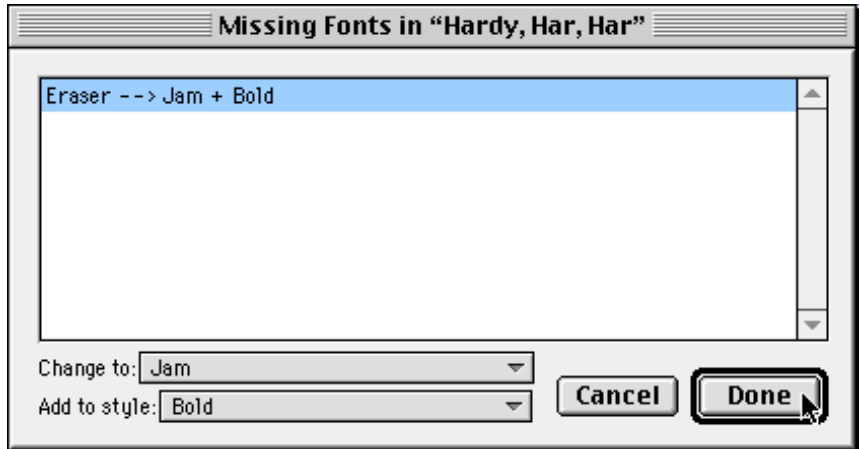 Missing Fonts in “Hardy, Har, Har”
Eraser --> Jam + Bold
Change to: Jam
Add to style: Bold
Cancel Done